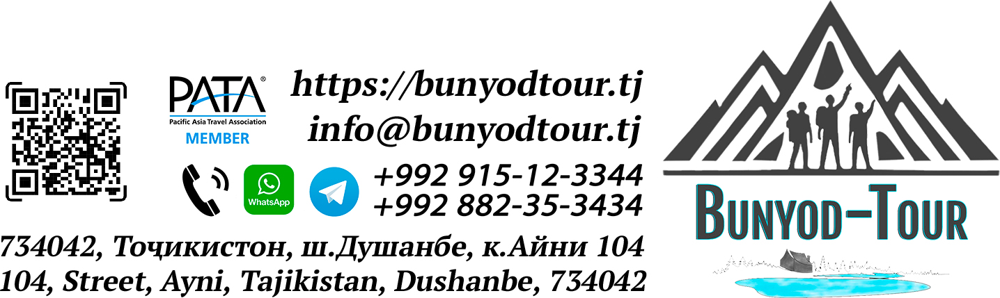 PATA®
Pacific Asia Travel Association
MEMBER
https://bunyodtour.tj
info@bunyodtour.tj
WhatsApp
+992 915-12-3344
+992 882-35-3434
734042, Тоҷикистон, ш.Душанбе, к.Айни 104
104, Street, Ayni, Tajikistan, Dushanbe, 734042
BUNYOD-TOUR